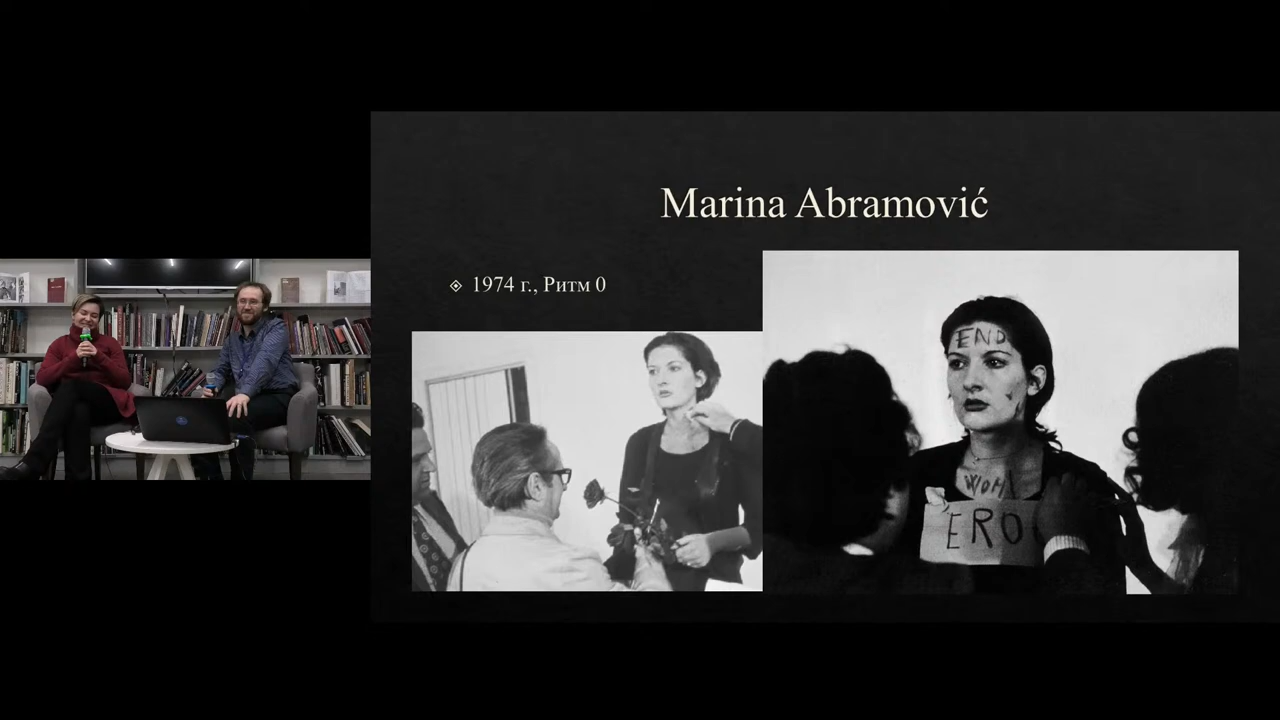 Marina Abramović
1974 г., Ритм 0
END
ERO